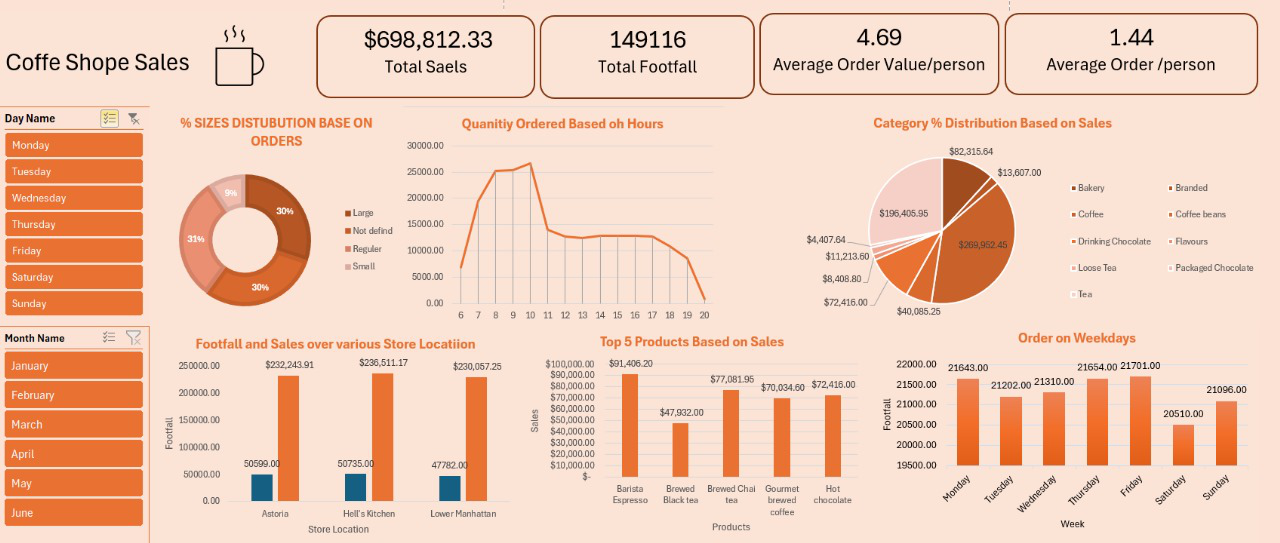 Coffe Shope Sales
$698,812.33
Total Saels
149116
Total Footfall
4.69
Average Order Value/person
1.44
Average Order /person
Day Name
Monday
Tuesday
Wednesday
Thursday
Friday
Saturday
Sunday
Month Name
January
February
March
April
May
June
% SIZES DISTUBUTION BASE ON
ORDERS
9%
30%
31%
30%
Large
Not defind
Reguler
Small
Quanitiy Ordered Based oh Hours
30000.00
25000.00
20000.00
15000.00
10000.00
5000.00
0.00
6 7 8 9 10 11 12 13 14 15 16 17 18 19 20
Category % Distribution Based on Sales
$82,315.64
$13,607.00
$196,405.95
$4,407.64
$269,952.45
$11,213.60
$8,408.80
$72,416.00
$40,085.25
Bakery
Branded
Coffee
Coffee beans
Drinking Chocolate
Flavours
Loose Tea
Packaged Chocolate
Tea
Footfall and Sales over various Store Locatiion
Footfall
250000.00
200000.00
150000.00
100000.00
50000.00
0.00
$232,243.91
$236,511.17
$230,057.25
50599.00
50735.00
47782.00
Astoria
Hell's Kitchen
Lower Manhattan
Store Location
Top 5 Products Based on Sales
Sales
$100,000.00
$90,000.00
$80,000.00
$70,000.00
$60,000.00
$50,000.00
$40,000.00
$30,000.00
$20,000.00
$10,000.00
$-
$91,406.20
$47,932.00
$77,081.95
$70,034.60
$72,416.00
Barista
Espresso
Brewed
Black tea
Brewed Chai
tea
Gourmet
brewed
coffee
Hot
chocolate
Products
Order on Weekdays
Footfall
22000.00
21500.00
21000.00
20500.00
20000.00
19500.00
21643.00
21202.00
21310.00
21654.00
21701.00
20510.00
21096.00
Monday
Tuesday
Wednesday
Thursday
Friday
Saturday
Sunday
Week